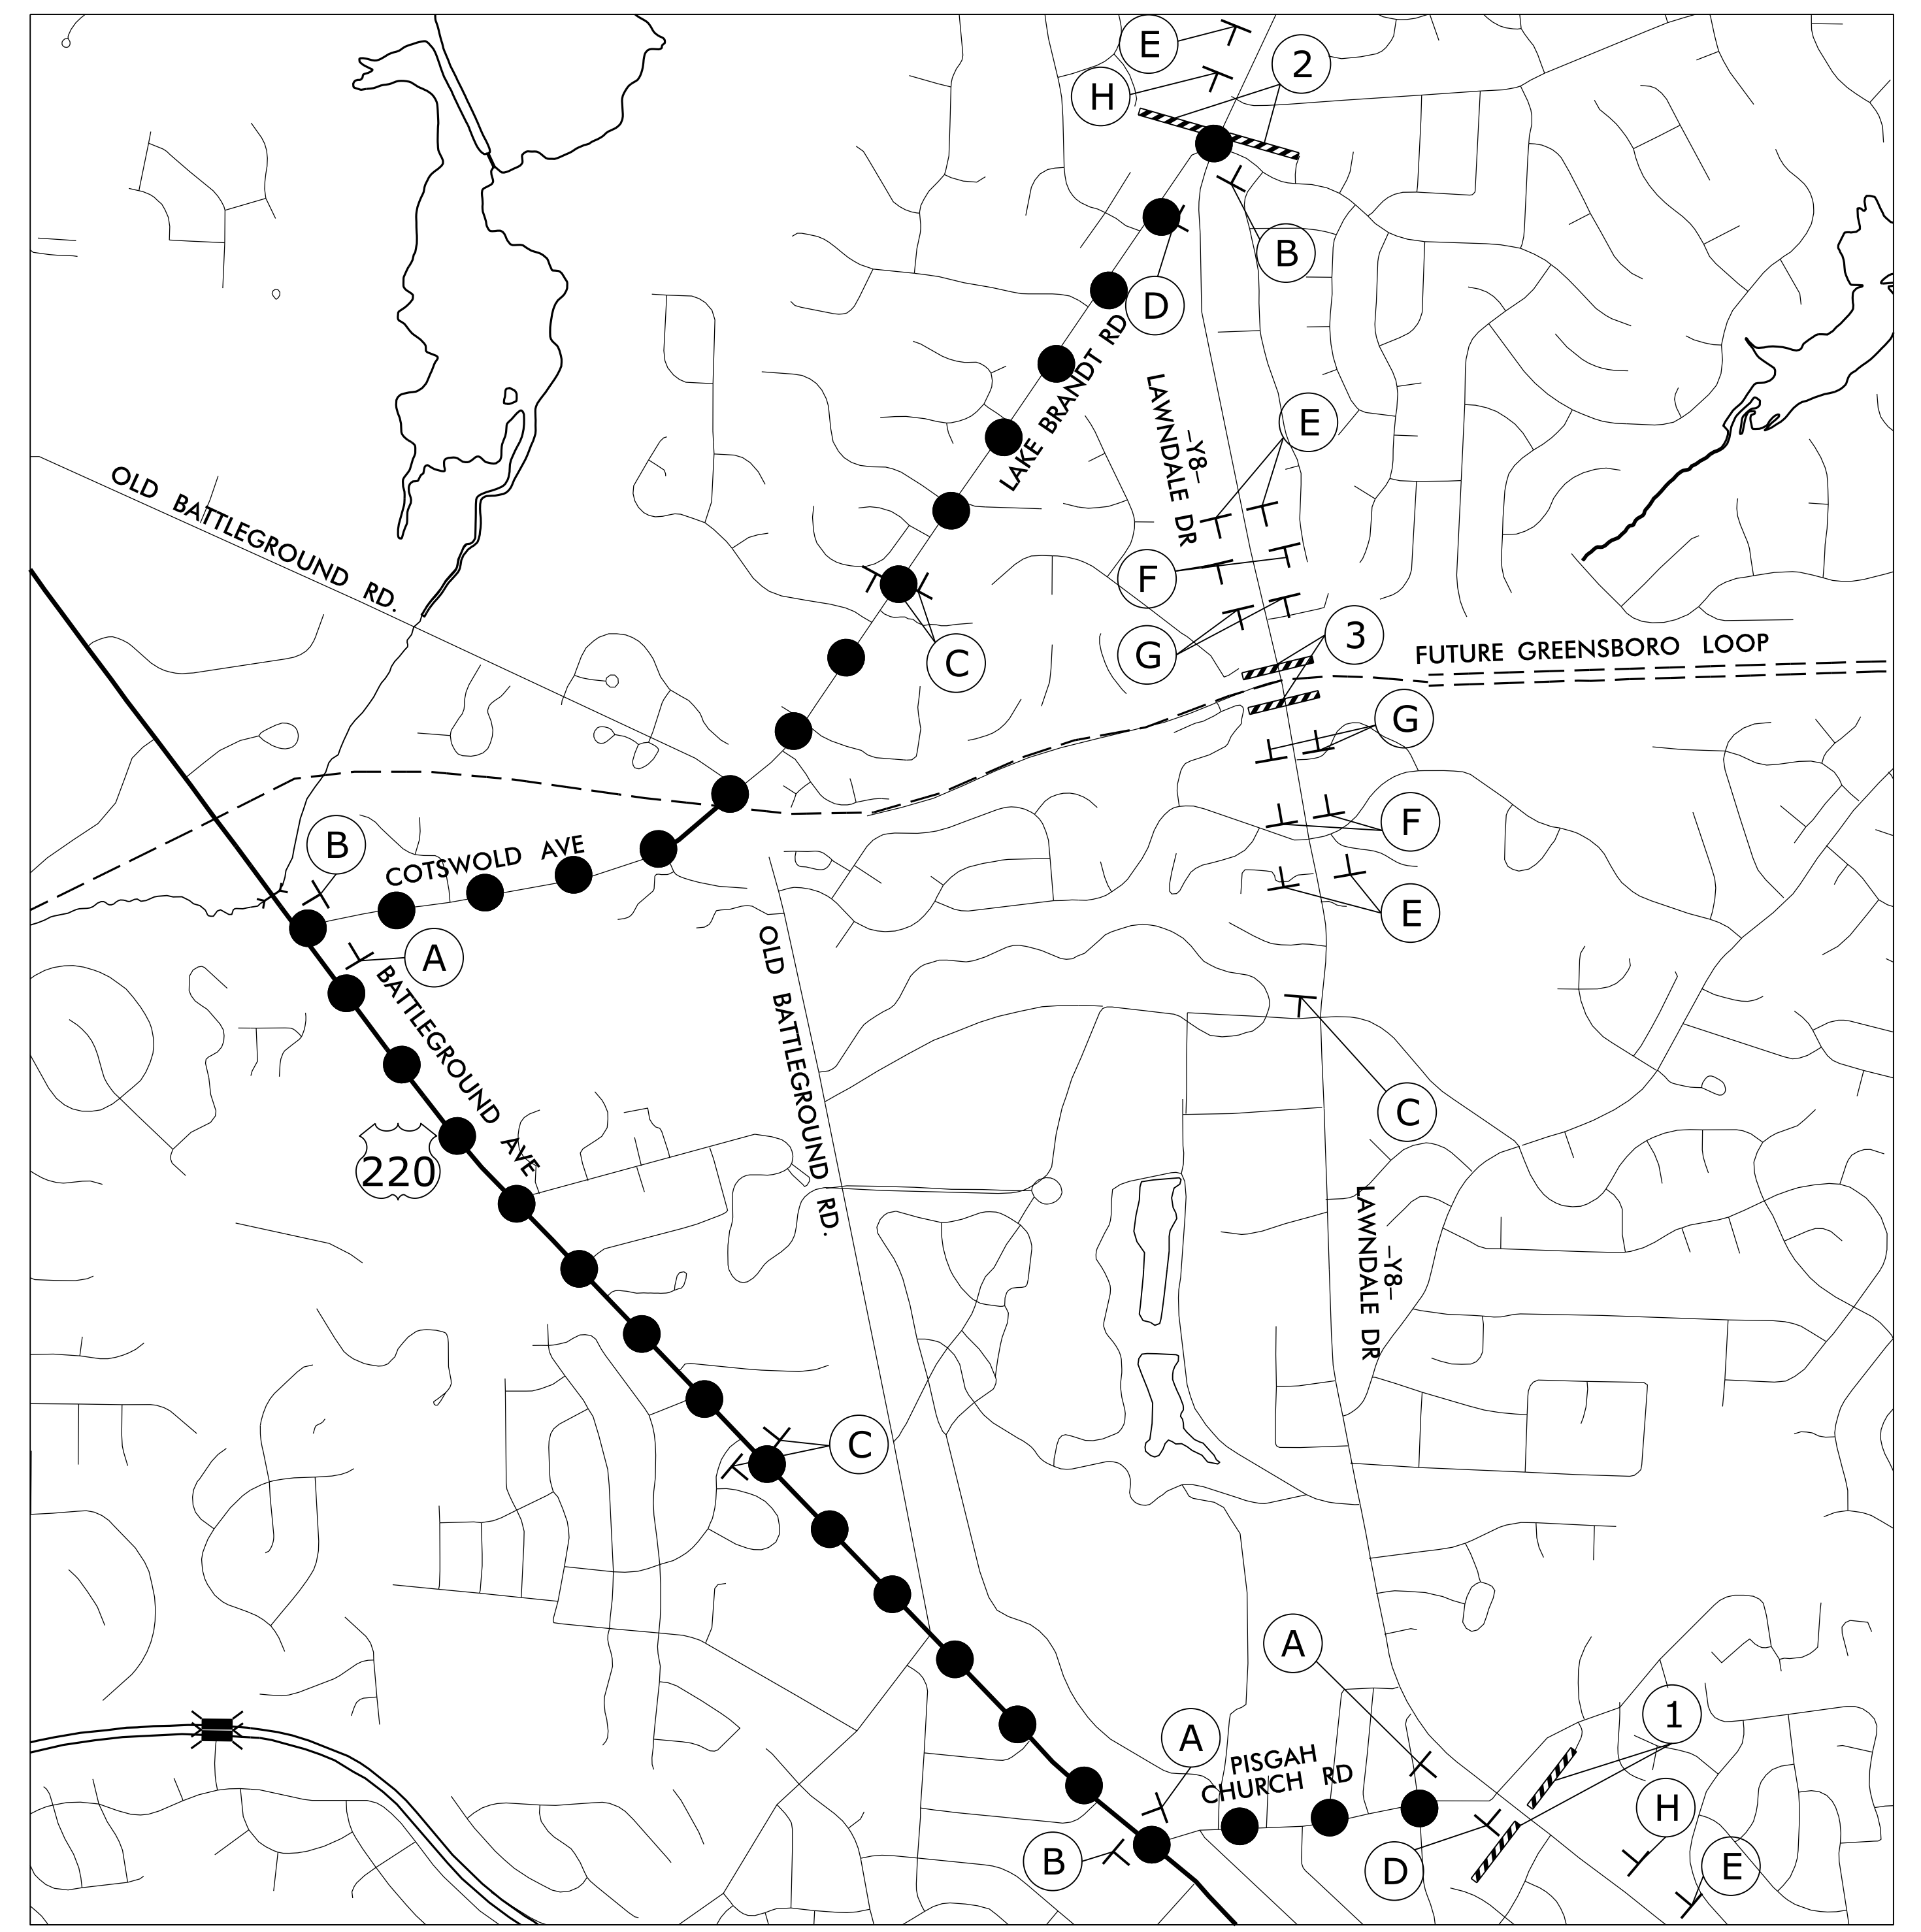 E
2
H
B
D
LAKE BRANDT RD
LAWNDALE DR
–Y8–
E
OLD BATTLEGROUND RD.
F
G
3
FUTURE GREENSBORO LOOP
C
G
F
B
COTSWOLD AVE
E
A
BATTLEGROUND AVE
OLD BATTLEGROUND RD.
C
220
LAWNDALE DR
–Y8–
C
A
A
1
PISGAH
CHURCH RD
H
B
D
E